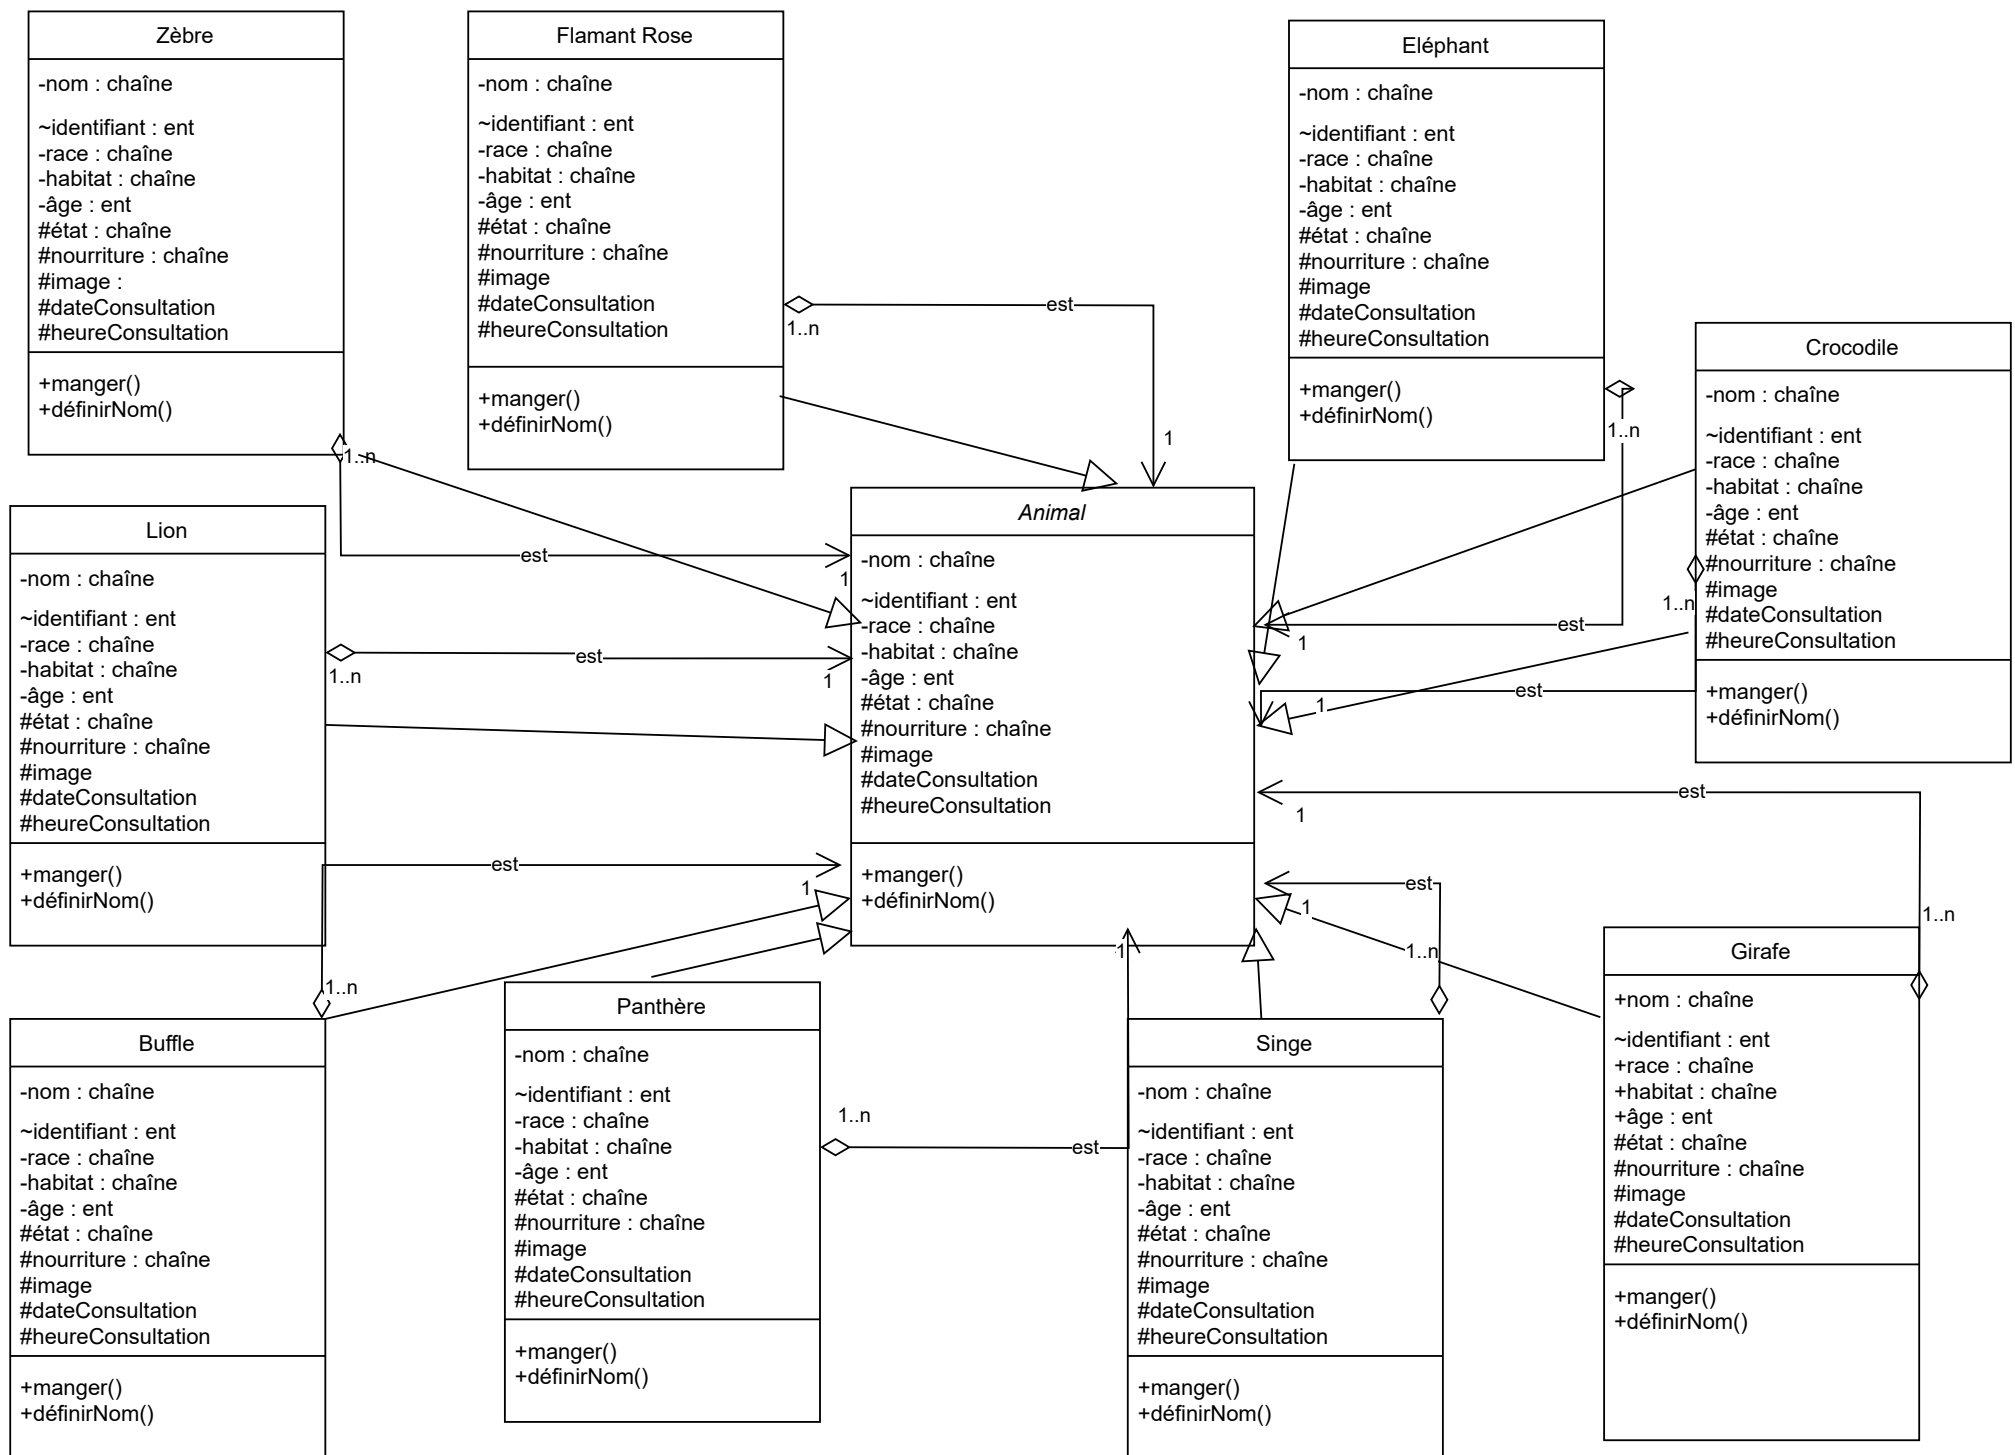 Zèbre
-nom : chaîne
~identifiant : ent
-race : chaîne
-habitat : chaîne
-âge : ent
#état : chaîne
#nourriture : chaîne
#image :
#dateConsultation
#heureConsultation
+manger()
+définirNom()
1..n
est
1
Flamant Rose
-nom : chaîne
~identifiant : ent
-race : chaîne
-habitat : chaîne
-âge : ent
#état : chaîne
#nourriture : chaîne
#image
#dateConsultation
#heureConsultation
+manger()
+définirNom()
1..n
est
1
Eléphant
-nom : chaîne
~identifiant : ent
-race : chaîne
-habitat : chaîne
-âge : ent
#état : chaîne
#nourriture : chaîne
#image
#dateConsultation
#heureConsultation
+manger()
+définirNom()
1..n
est
1
Crocodile
-nom : chaîne
~identifiant : ent
-race : chaîne
-habitat : chaîne
-âge : ent
#état : chaîne
#nourriture : chaîne
#image
#dateConsultation
#heureConsultation
+manger()
+définirNom()
1..n
est
1
Lion
-nom : chaîne
~identifiant : ent
-race : chaîne
-habitat : chaîne
-âge : ent
#état : chaîne
#nourriture : chaîne
#image
#dateConsultation
#heureConsultation
+manger()
+définirNom()
1..n
est
1
Animal
-nom : chaîne
~identifiant : ent
-race : chaîne
-habitat : chaîne
-âge : ent
#état : chaîne
#nourriture : chaîne
#image
#dateConsultation
#heureConsultation
+manger()
+définirNom()
Buffle
-nom : chaîne
~identifiant : ent
-race : chaîne
-habitat : chaîne
-âge : ent
#état : chaîne
#nourriture : chaîne
#image
#dateConsultation
#heureConsultation
+manger()
+définirNom()
1..n
est
1
Panthère
-nom : chaîne
~identifiant : ent
-race : chaîne
-habitat : chaîne
-âge : ent
#état : chaîne
#nourriture : chaîne
#image
#dateConsultation
#heureConsultation
+manger()
+définirNom()
1..n
est
1
Singe
-nom : chaîne
~identifiant : ent
-race : chaîne
-habitat : chaîne
-âge : ent
#état : chaîne
#nourriture : chaîne
#image
#dateConsultation
#heureConsultation
+manger()
+définirNom()
1..n
est
1
Girafe
+nom : chaîne
~identifiant : ent
+race : chaîne
+habitat : chaîne
+âge : ent
#état : chaîne
#nourriture : chaîne
#image
#dateConsultation
#heureConsultation
+manger()
+définirNom()
1..n
est
1